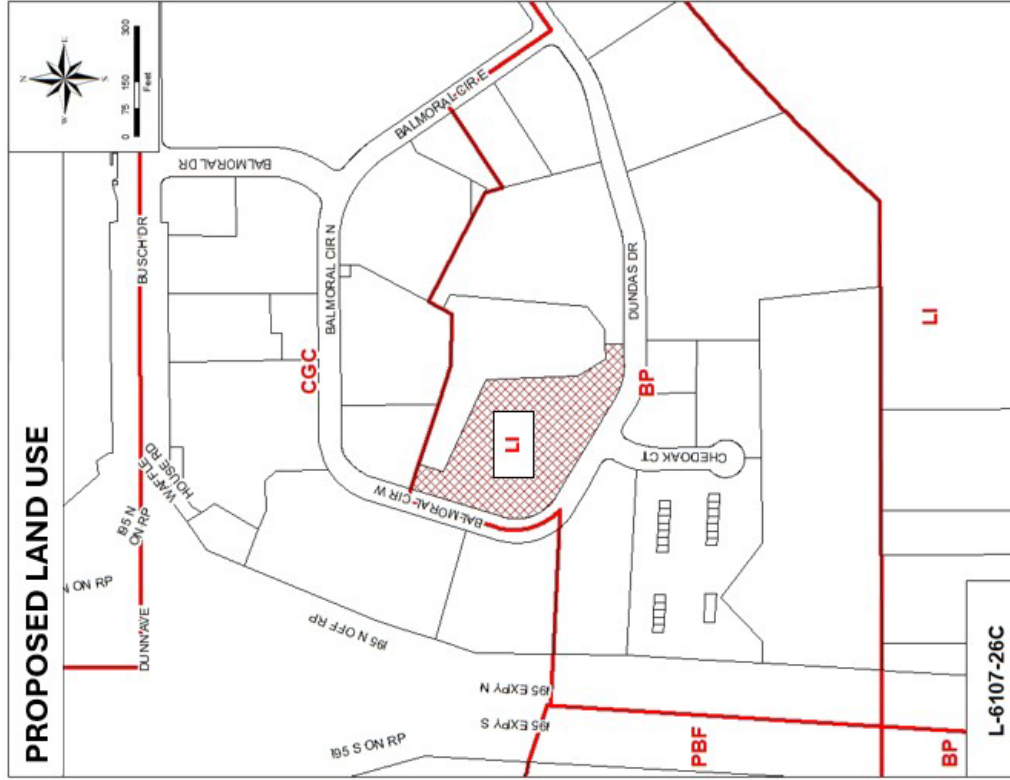 PROPOSED LAND USE
N
E
S
W
0 75 150 300
Feet
N ON RP
I95 N
ON RP
WAFFLE
HOUSE RD
DUNN AVE
BUSCH DR
BALMORAL DR
BALMORAL CIR N
BALMORAL CIR E
CGC
I95 N OFF RP
BALMORAL CIR W
LI
DUNDAS DR
BP
CHEDOAK CT
I95 EXPY N
I95 EXPY S
I95 S ON RP
PBF
BP
LI
L-6107-26C